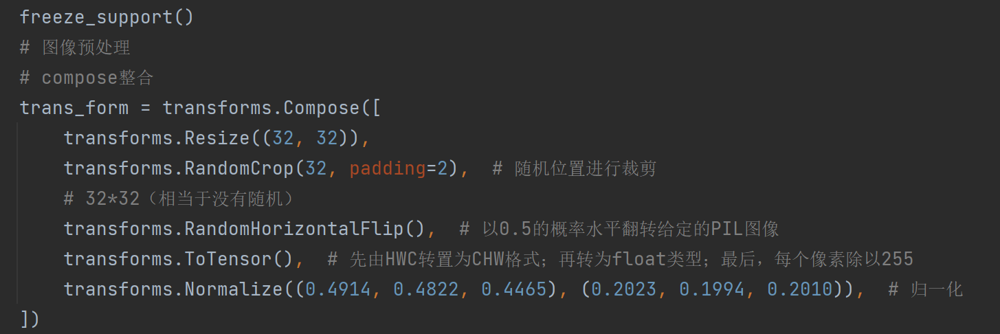 freeze_support()
# 图像预处理
# compose整合
trans_form = transforms.Compose([
    transforms.Resize((32, 32)),
    transforms.RandomCrop(32, padding=2),  # 随机位置进行裁剪
    # 32*32（相当于没有随机）
    transforms.RandomHorizontalFlip(),  # 以0.5的概率水平翻转给定的PIL图像
    transforms.ToTensor(),  # 先由HWC转置为CHW格式；再转为float类型；最后，每个像素除以255
    transforms.Normalize((0.4914, 0.4822, 0.4465), (0.2023, 0.1994, 0.2010)),  # 归一化
])